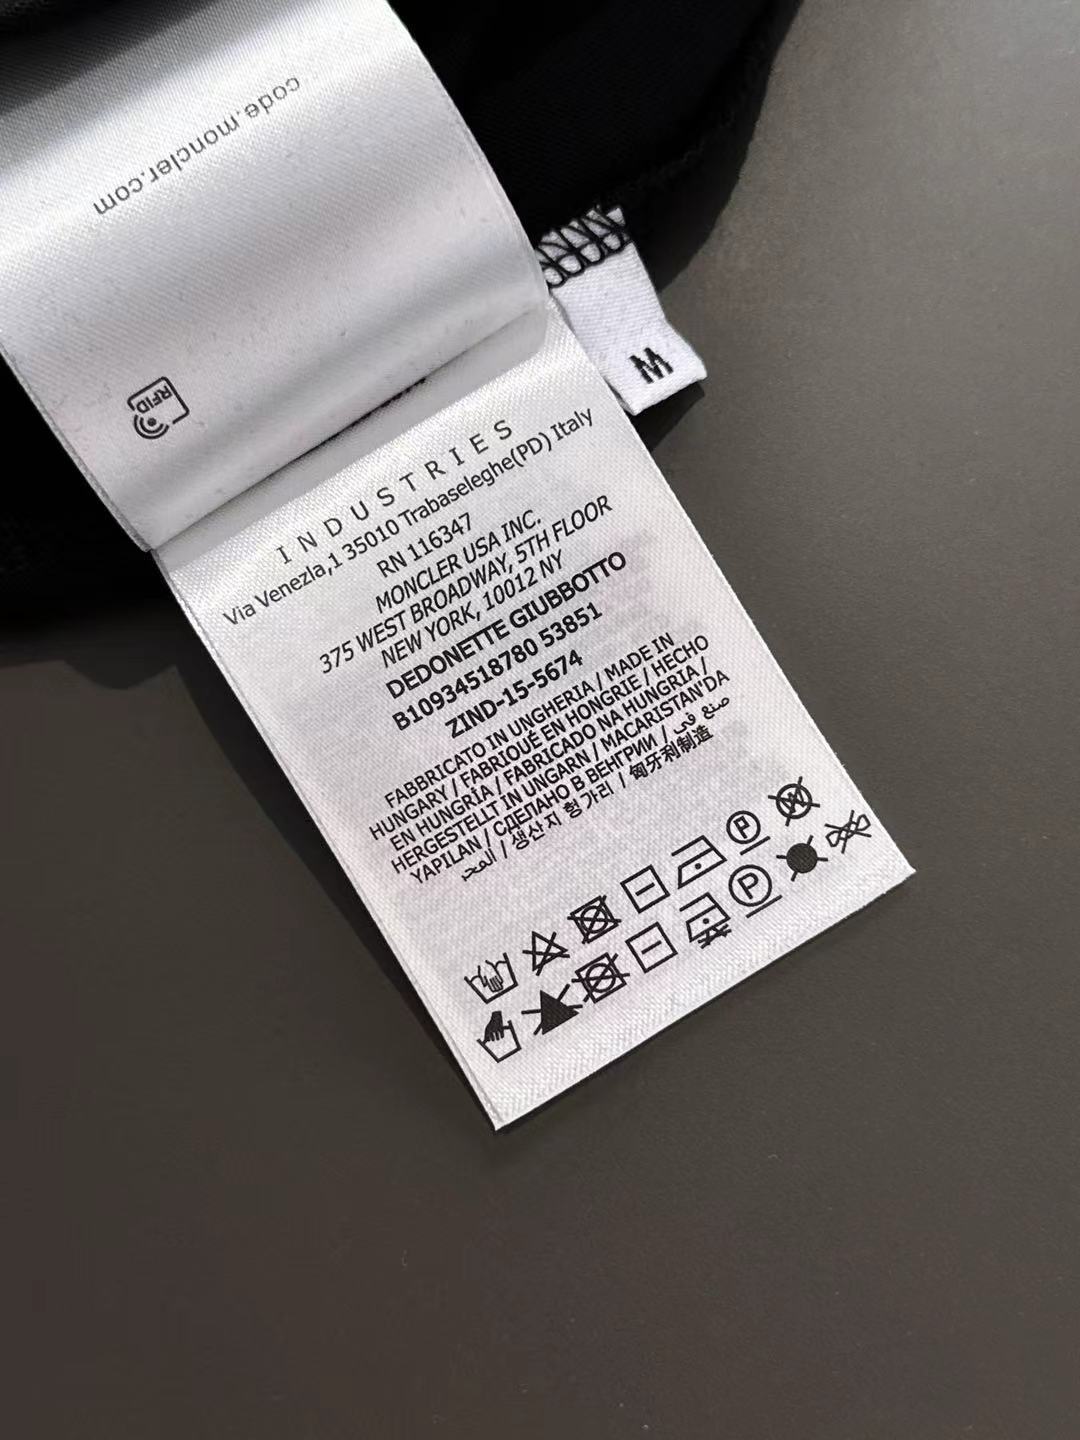 code.moncler.com
RFID
M
INDUSTRIES
Via Venezia,1 35010 Trabaseleghe(PD) Italy
RN 116347
MONCLER USA INC.
375 WEST BROADWAY, 5TH FLOOR
NEW YORK, 10012 NY
DEDONETTE GIUBBOTTO
B10934518780 53851
ZIND-15-5674
FABBRICATO IN UNGHERIA / MADE IN
HUNGARY / FABRIQUÉ EN HONGRIE / HECHO
EN HUNGRÍA / FABRICADO NA HUNGRIA /
HERGESTELLT IN UNGARN / MACARISTAN'DA
YAPILAN / СДЕЛАНО В ВЕНГРИИ / صنع في
المجر / 생산지 헝가리 / 匈牙利制造
P W
P